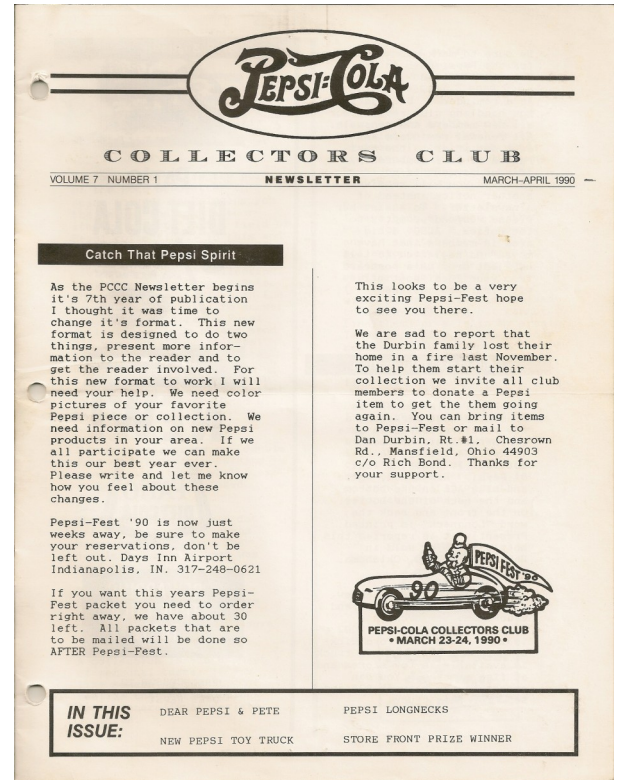 PEPSI-COLA
COLLECTORS CLUB
VOLUME 7 NUMBER 1 NEWSLETTER MARCH-APRIL 1990
Catch That Pepsi Spirit
As the PCCC Newsletter begins
it's 7th year of publication
I thought it was time to
change it's format. This new
format is designed to do two
things, present more infor-
mation to the reader and to
get the reader involved. For
this new format to work I will
need your help. We need color
pictures of your favorite
Pepsi piece or collection. We
need information on new Pepsi
products in your area. If we
all participate we can make
this our best year ever.
Please write and let me know
how you feel about these
changes.
Pepsi-Fest '90 is now just
weeks away, be sure to make
your reservations, don't be
left out. Days Inn Airport
Indianapolis, IN. 317-248-0621
If you want this years Pepsi-
Fest packet you need to order
right away, we have about 30
left. All packets that are
to be mailed will be done so
AFTER Pepsi-Fest.
This looks to be a very
exciting Pepsi-Fest hope
to see you there.
We are sad to report that
the Durbin family lost their
home in a fire last November.
To help them start their
collection we invite all club
members to donate a Pepsi
item to get the them going
again. You can bring items
to Pepsi-Fest or mail to
Dan Durbin, Rt.#1, Chesrown
Rd., Mansfield, Ohio 44903
c/o Rich Bond. Thanks for
your support.
PEPSI FEST '90
90
PEPSI-COLA COLLECTORS CLUB
• MARCH 23-24, 1990 •
IN THIS
ISSUE:
DEAR PEPSI & PETE PEPSI LONGNECKS
NEW PEPSI TOY TRUCK STORE FRONT PRIZE WINNER